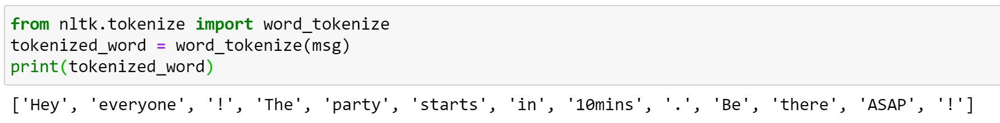 from nltk.tokenize import word_tokenize
tokenized_word = word_tokenize(msg)
print(tokenized_word)
['Hey', 'everyone', '!', 'The', 'party', 'starts', 'in', '10mins', '.', 'Be', 'there', 'ASAP', '!']